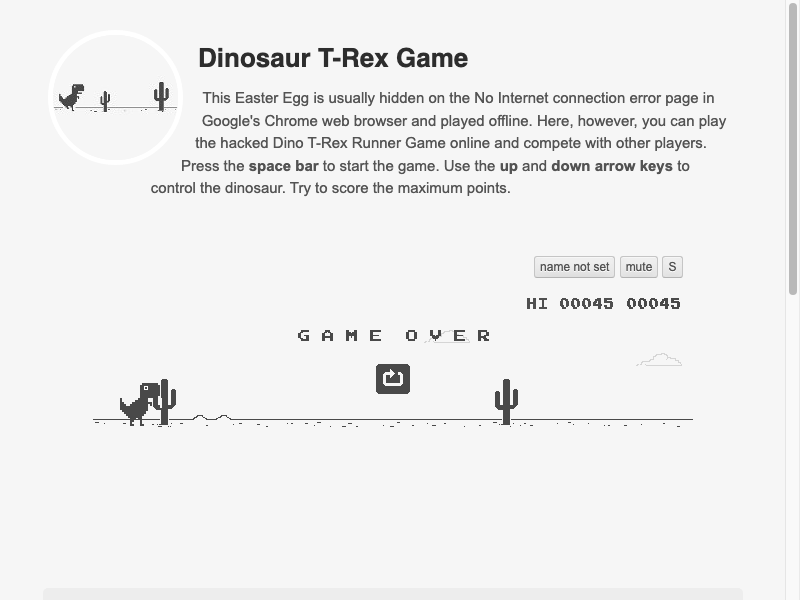 Dinosaur T-Rex Game
This Easter Egg is usually hidden on the No Internet connection error page in
Google's Chrome web browser and played offline. Here, however, you can play
the hacked Dino T-Rex Runner Game online and compete with other players.
Press the space bar to start the game. Use the up and down arrow keys to
control the dinosaur. Try to score the maximum points.
name not set mute S
HI 00045 00045
GAME OVER